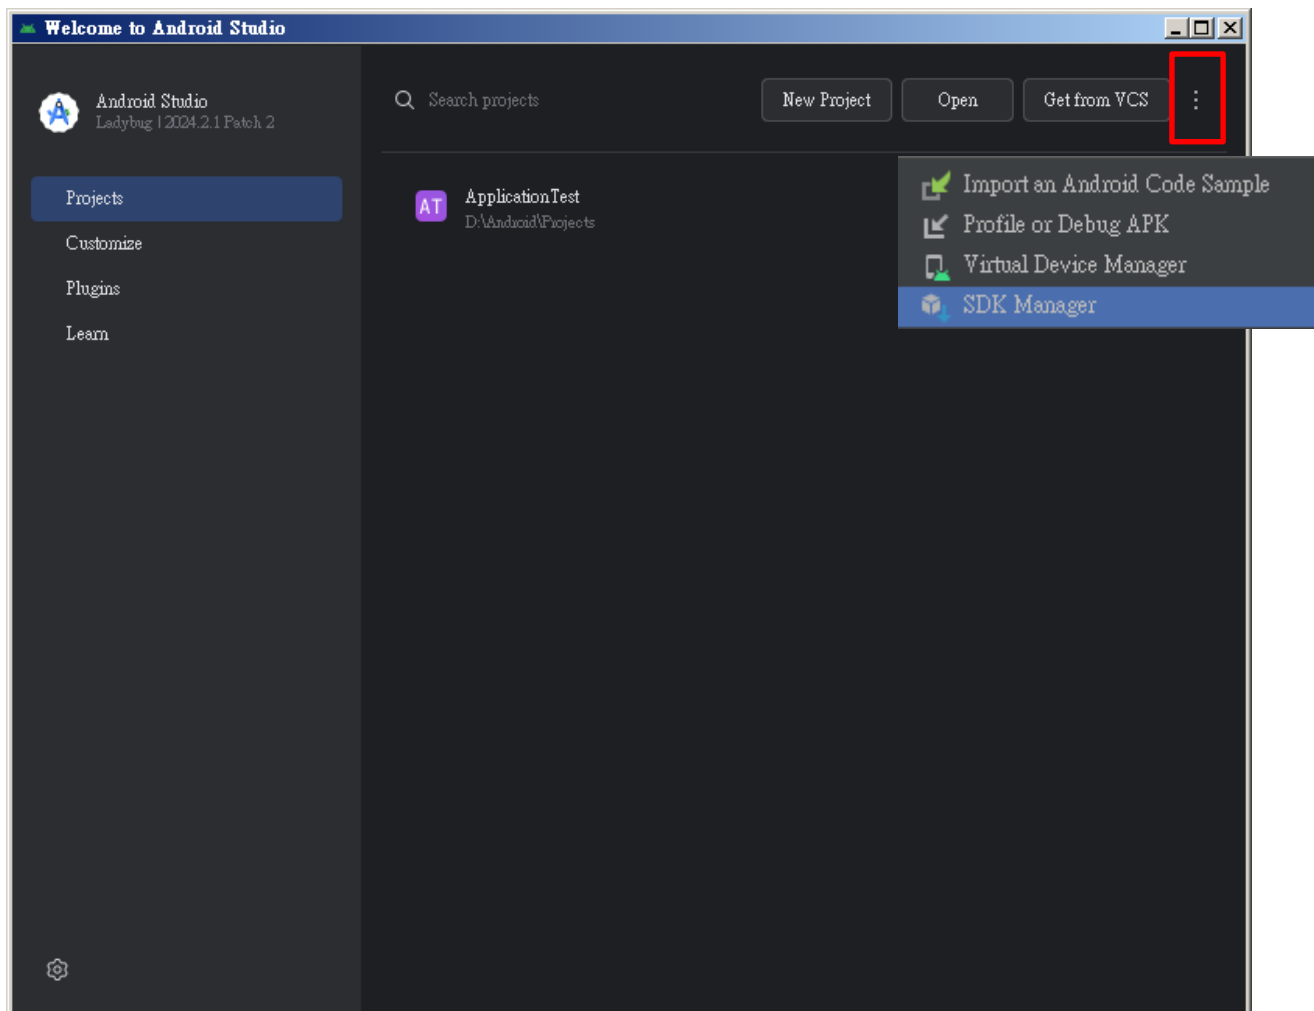 Welcome to Android Studio
Android Studio
Ladybug | 2024.2.1 Patch 2
Search projects
New Project
Open
Get from VCS
Projects
Customize
Plugins
Learn
AT
ApplicationTest
D:\Android\Projects
Import an Android Code Sample
Profile or Debug APK
Virtual Device Manager
SDK Manager